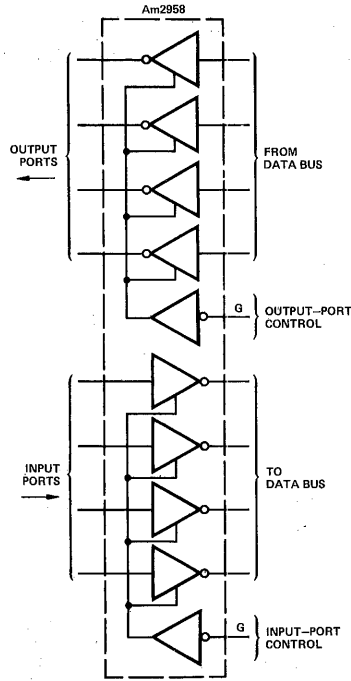 Am2958
OUTPUT
PORTS
FROM
DATA BUS
G
OUTPUT–PORT
CONTROL
INPUT
PORTS
TO
DATA BUS
G
INPUT–PORT
CONTROL